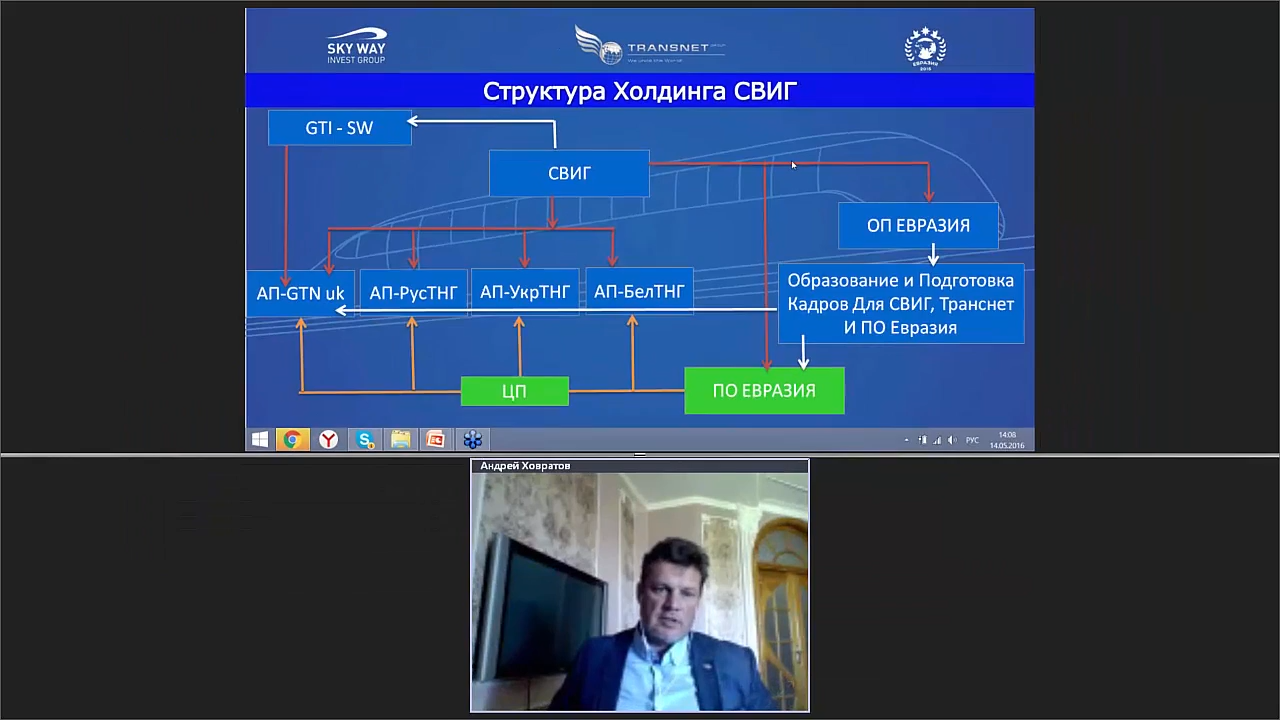 SKY WAY
INVEST GROUP
TRANSNET
ЕВРАЗИЯ
Структура Холдинга СВИГ
GTI - SW
СВИГ
ОП ЕВРАЗИЯ
АП-GTN uk
АП-РусТНГ
АП-УкрТНГ
АП-БелТНГ
Образование и Подготовка
Кадров Для СВИГ, Транснет
И ПО Евразия
ЦП
ПО ЕВРАЗИЯ
РУС
14:08
14.05.2016
Андрей Ховратов